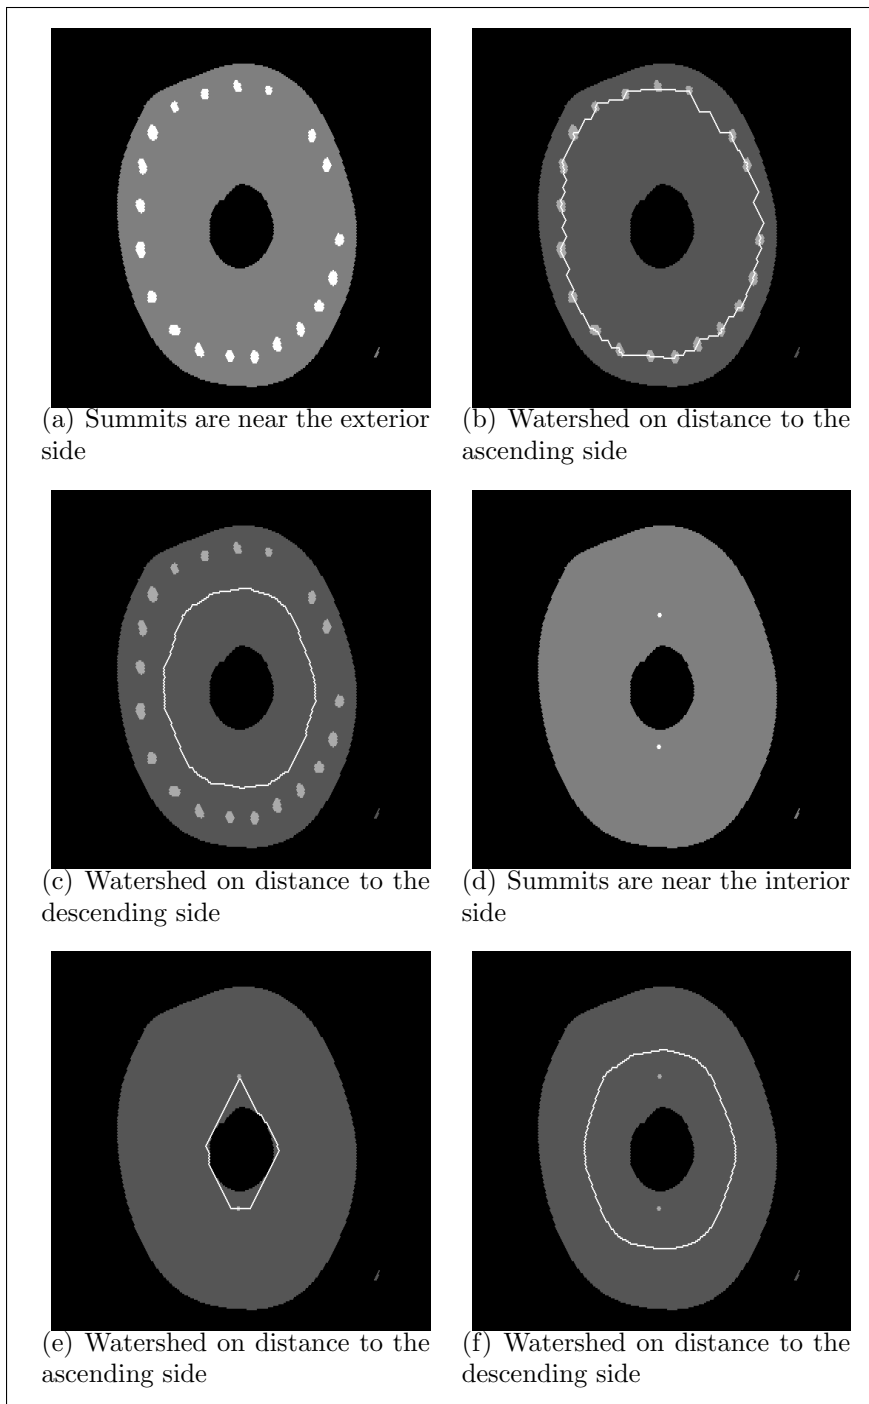 (a) Summits are near the exterior
side
(b) Watershed on distance to the
ascending side
(c) Watershed on distance to the
descending side
(d) Summits are near the interior
side
(e) Watershed on distance to the
ascending side
(f) Watershed on distance to the
descending side